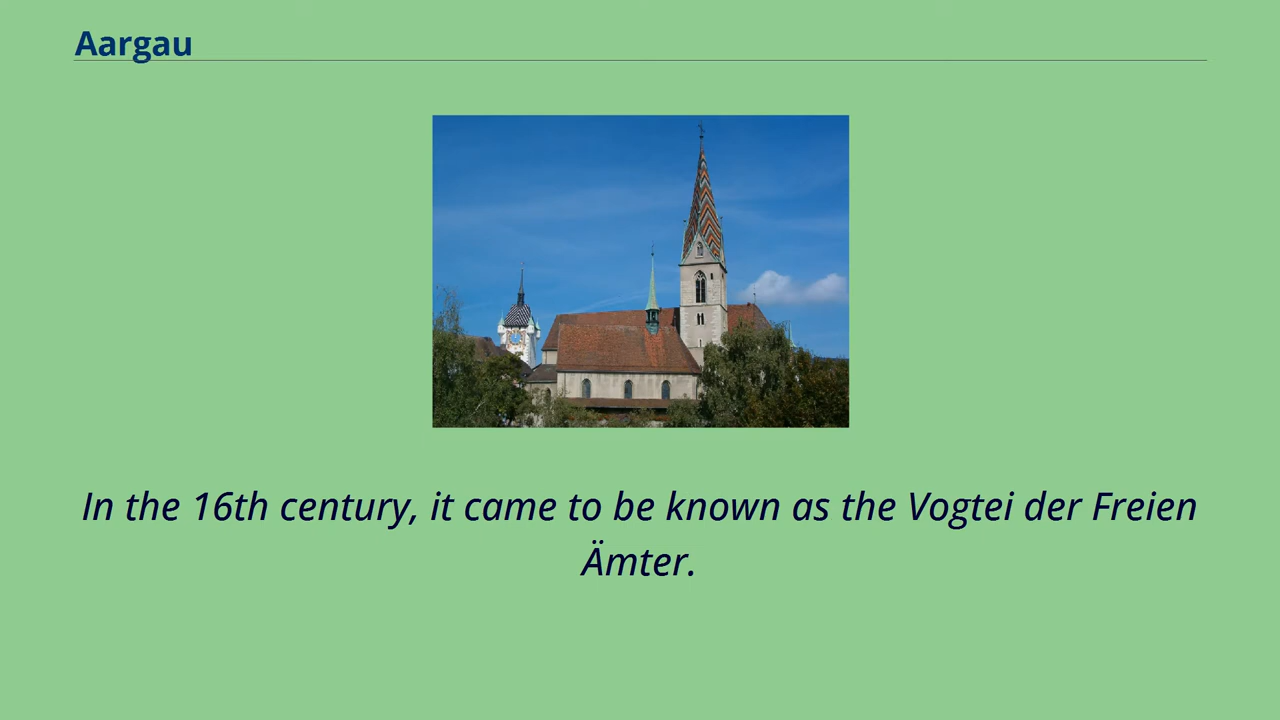 Aargau
In the 16th century, it came to be known as the Vogtei der Freien
Ämter.